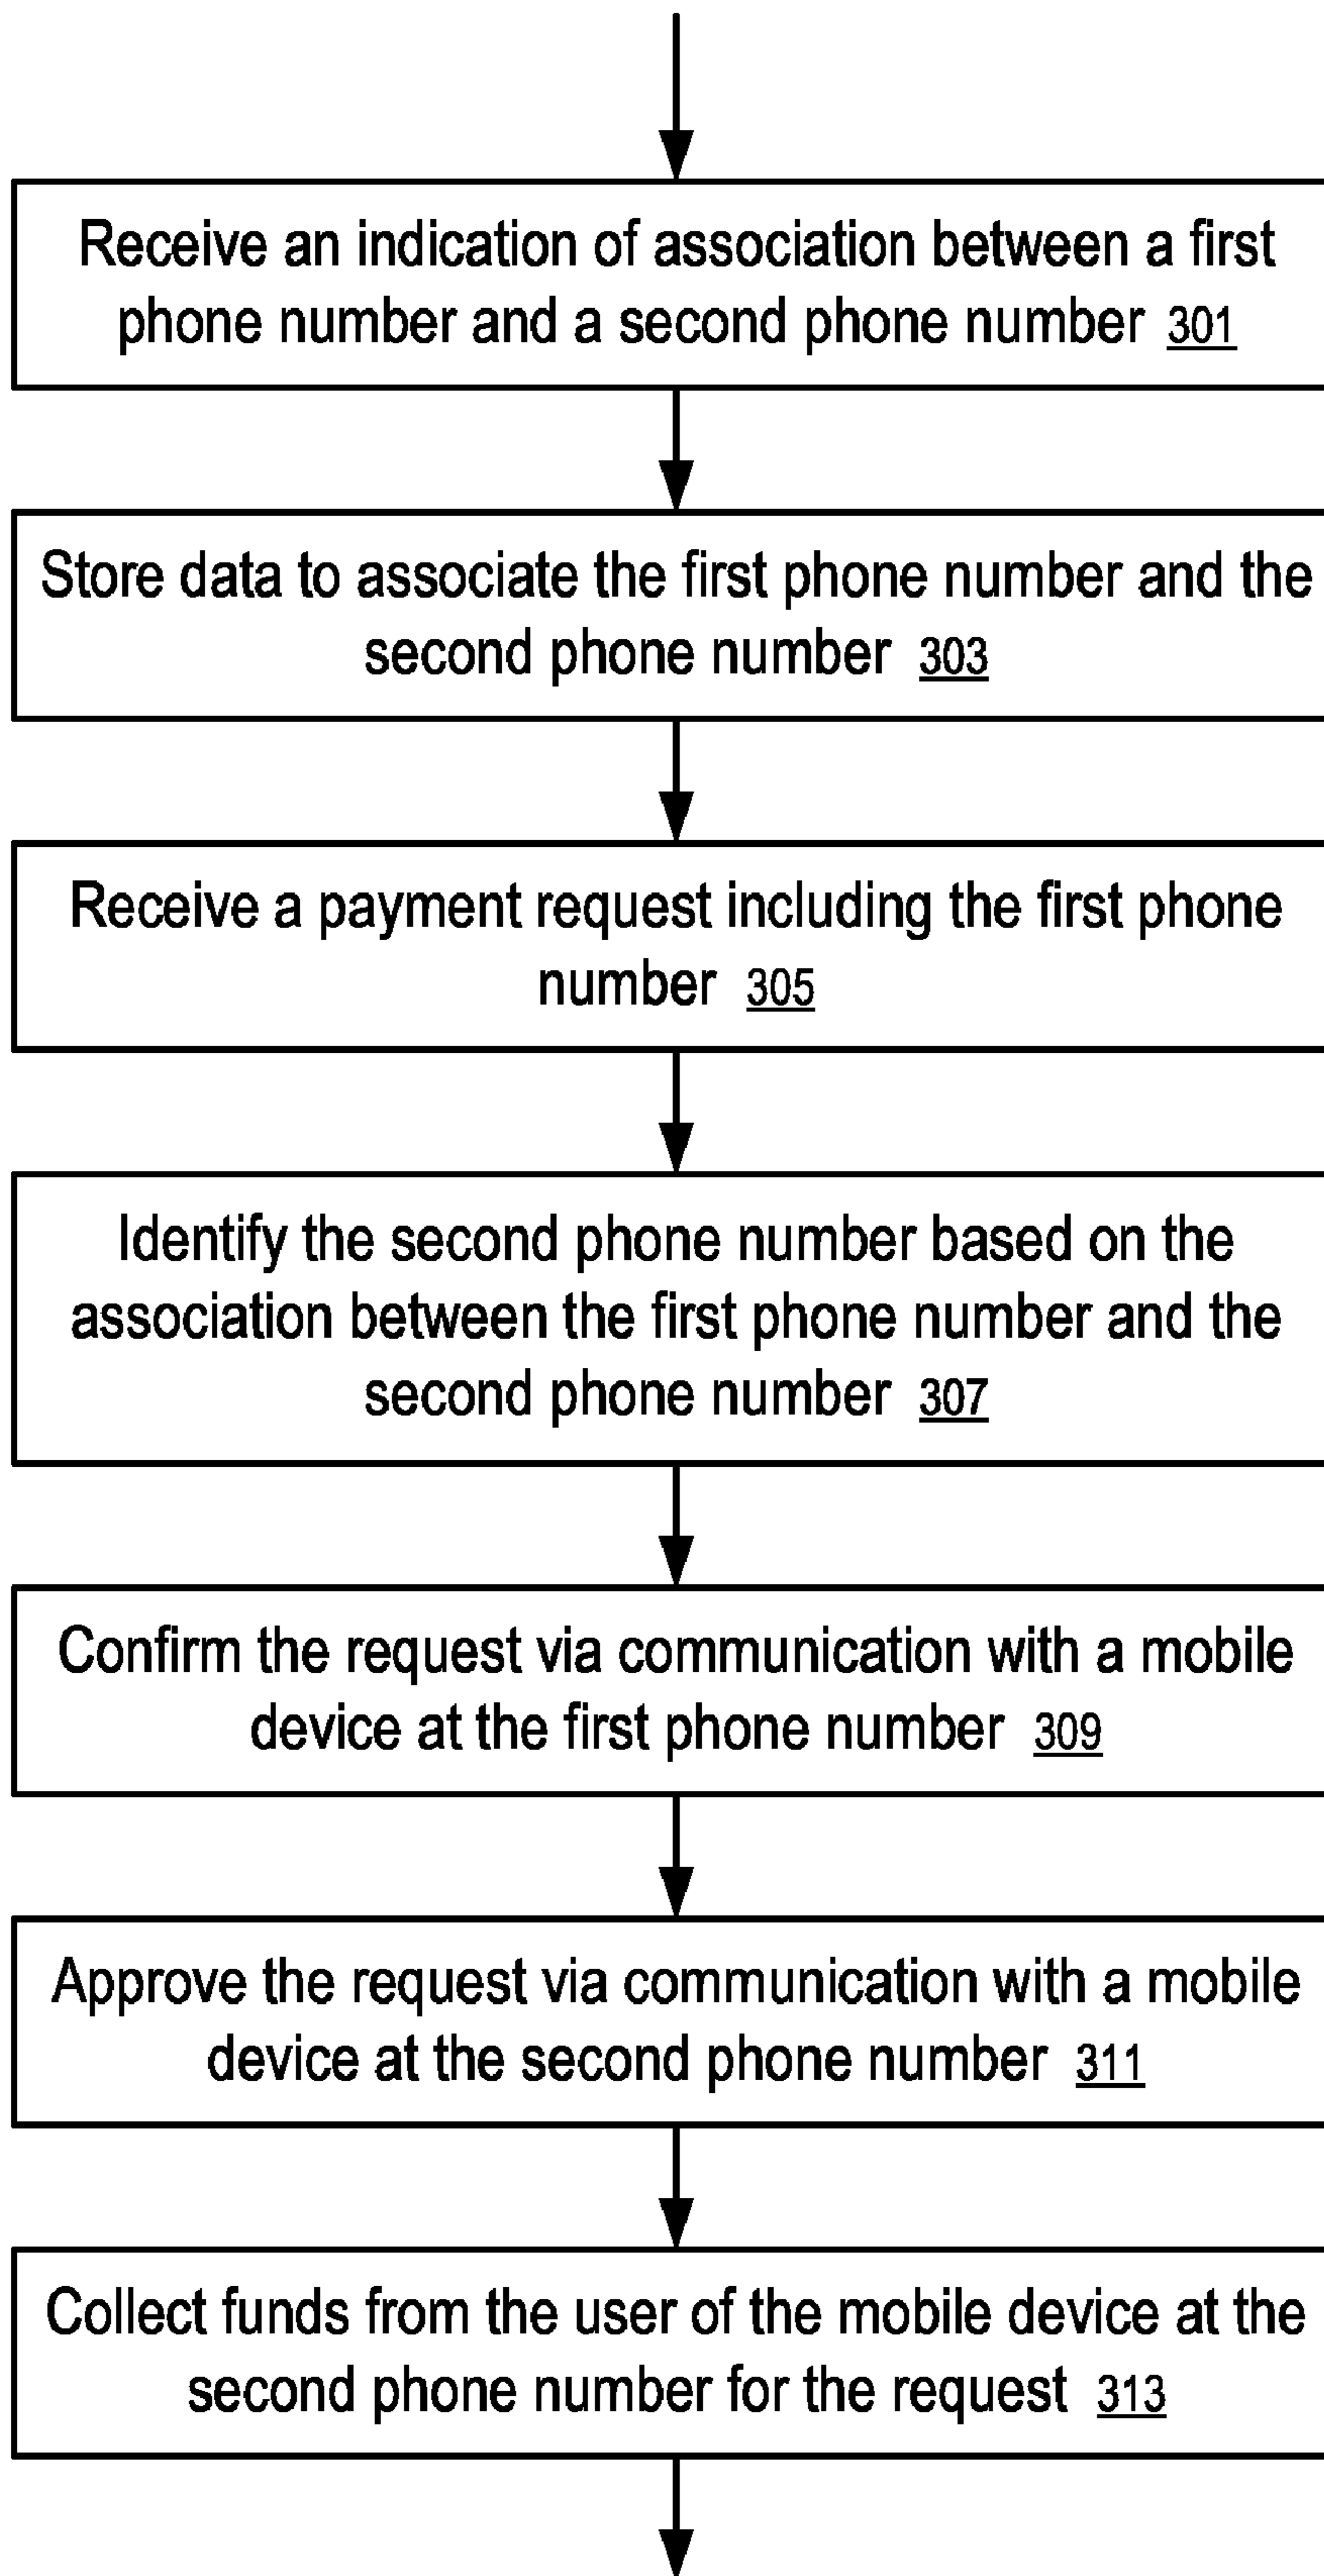 Receive an indication of association between a first
phone number and a second phone number 301
Store data to associate the first phone number and the
second phone number 303
Receive a payment request including the first phone
number 305
Identify the second phone number based on the
association between the first phone number and the
second phone number 307
Confirm the request via communication with a mobile
device at the first phone number 309
Approve the request via communication with a mobile
device at the second phone number 311
Collect funds from the user of the mobile device at the
second phone number for the request 313